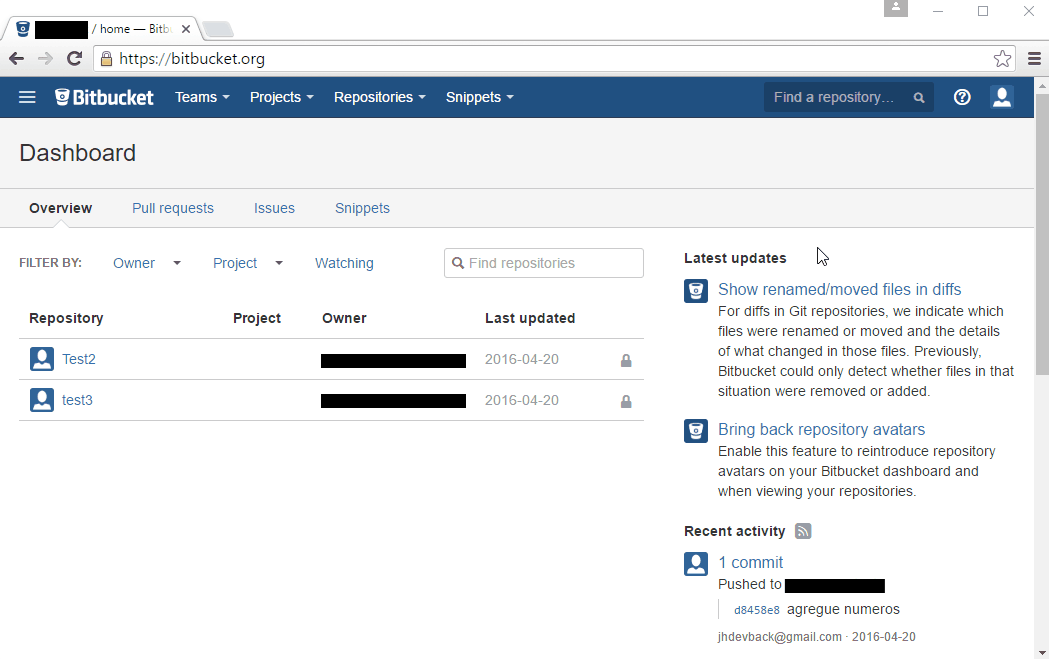 / home — Bitbu
https://bitbucket.org
Bitbucket Teams Projects Repositories Snippets Find a repository...
Dashboard
Overview Pull requests Issues Snippets
FILTER BY: Owner Project Watching Find repositories
Repository Project Owner Last updated
Test2 2016-04-20
test3 2016-04-20
Latest updates
Show renamed/moved files in diffs
For diffs in Git repositories, we indicate which
files were renamed or moved and the details
of what changed in those files. Previously,
Bitbucket could only detect whether files in that
situation were removed or added.
Bring back repository avatars
Enable this feature to reintroduce repository
avatars on your Bitbucket dashboard and
when viewing your repositories.
Recent activity
1 commit
Pushed to
d8458e8 agregue numeros
jhdevback@gmail.com · 2016-04-20